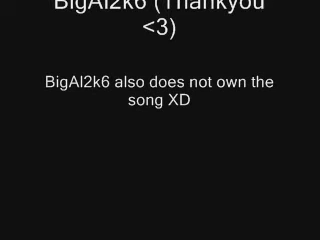 BigAl2k6 (Thankyou
<3)
BigAl2k6 also does not own the
song XD